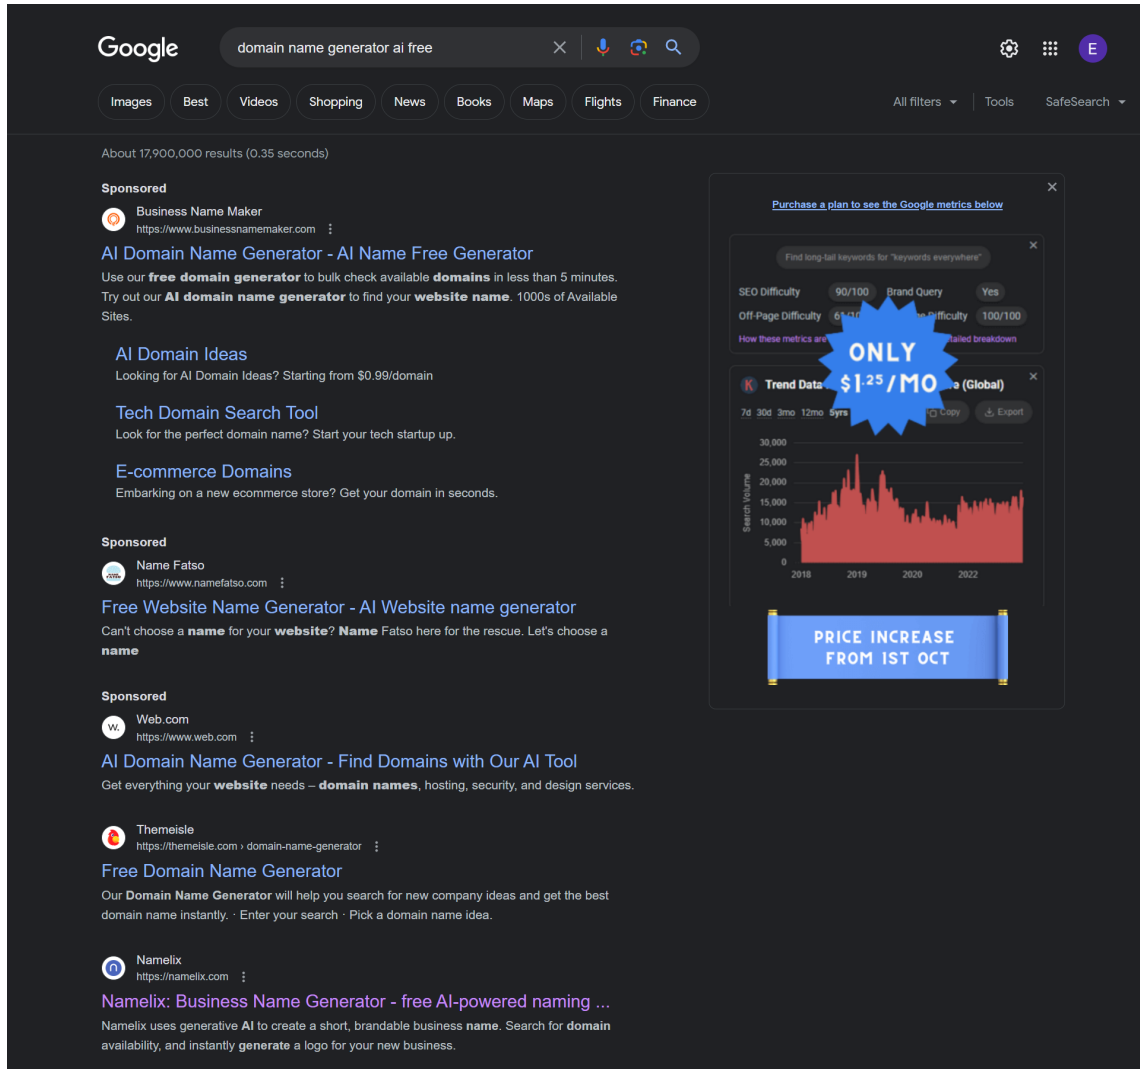 Google
domain name generator ai free
E
Images
Best
Videos
Shopping
News
Books
Maps
Flights
Finance
All filters
Tools
SafeSearch
About 17,900,000 results (0.35 seconds)
Sponsored
Business Name Maker
https://www.businessnamemaker.com
AI Domain Name Generator - AI Name Free Generator
Use our free domain generator to bulk check available domains in less than 5 minutes.
Try out our AI domain name generator to find your website name. 1000s of Available
Sites.
AI Domain Ideas
Looking for AI Domain Ideas? Starting from $0.99/domain
Tech Domain Search Tool
Look for the perfect domain name? Start your tech startup up.
E-commerce Domains
Embarking on a new ecommerce store? Get your domain in seconds.
Sponsored
Name Fatso
https://www.namefatso.com
Free Website Name Generator - AI Website name generator
Can't choose a name for your website? Name Fatso here for the rescue. Let's choose a
name
Sponsored
W.
Web.com
https://www.web.com
AI Domain Name Generator - Find Domains with Our AI Tool
Get everything your website needs – domain names, hosting, security, and design services.
Themeisle
https://themeisle.com › domain-name-generator
Free Domain Name Generator
Our Domain Name Generator will help you search for new company ideas and get the best
domain name instantly. · Enter your search · Pick a domain name idea.
Namelix
https://namelix.com
Namelix: Business Name Generator - free AI-powered naming ...
Namelix uses generative AI to create a short, brandable business name. Search for domain
availability, and instantly generate a logo for your new business.
Purchase a plan to see the Google metrics below
Find long-tail keywords for "keywords everywhere"
SEO Difficulty 90/100 Brand Query Yes
Off-Page Difficulty Difficulty 100/100
How these metrics are breakdown
ONLY
$1.25/MO
K Trend Data (Global)
7d 30d 3mo 12mo 5yrs Copy Export
Search Volume
30,000
25,000
20,000
15,000
10,000
5,000
0
2018 2019 2020 2022
PRICE INCREASE
FROM 1ST OCT